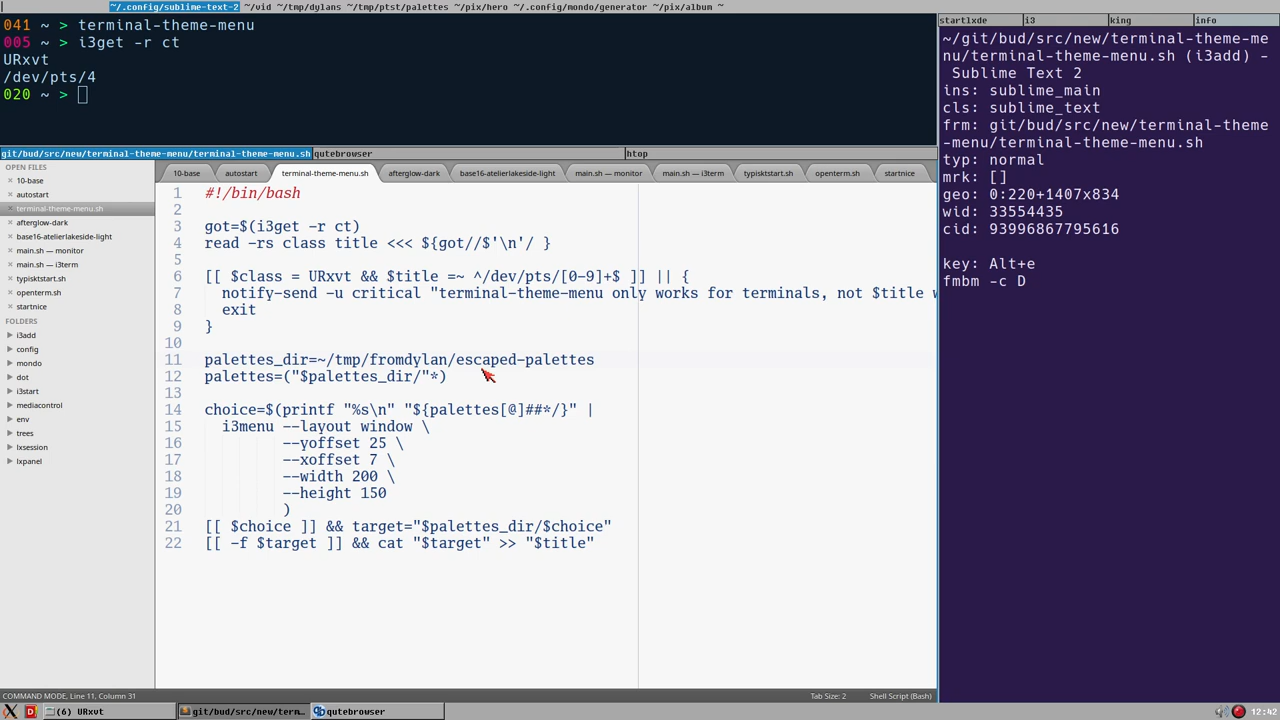 ~/.config/sublime-text-2 ~/vid ~/tmp/dylans ~/tmp/ptst/palettes ~/pix/hero ~/.config/mondo/generator ~/pix/album ~
041 ~ > terminal-theme-menu
005 ~ > i3get -r ct
URxvt
/dev/pts/4
020 ~ >
git/bud/src/new/terminal-theme-menu/terminal-theme-menu.sh qutebrowser htop
OPEN FILES
10-base
autostart
terminal-theme-menu.sh
afterglow-dark
base16-atelierlakeside-light
main.sh — monitor
main.sh — i3term
typisktstart.sh
openterm.sh
startnice
FOLDERS
i3add
config
mondo
dot
i3start
mediacontrol
env
trees
lxsession
lxpanel
10-base autostart terminal-theme-menu.sh afterglow-dark base16-atelierlakeside-light main.sh — monitor main.sh — i3term typisktstart.sh openterm.sh startnice
1 #!/bin/bash
2
3 got=$(i3get -r ct)
4 read -rs class title <<< ${got//$'\n'/ }
5
6 [[ $class = URxvt && $title =~ ^/dev/pts/[0-9]+$ ]] || {
7 notify-send -u critical "terminal-theme-menu only works for terminals, not $title w
8 exit
9 }
10
11 palettes_dir=~/tmp/fromdylan/escaped-palettes
12 palettes=("$palettes_dir/"*)
13
14 choice=$(printf "%s\n" "${palettes[@]##*/}" |
15 i3menu --layout window \
16 --yoffset 25 \
17 --xoffset 7 \
18 --width 200 \
19 --height 150
20 )
21 [[ $choice ]] && target="$palettes_dir/$choice"
22 [[ -f $target ]] && cat "$target" >> "$title"
COMMAND MODE, Line 11, Column 31 Tab Size: 2 Shell Script (Bash)
startlxde i3 king info
~/git/bud/src/new/terminal-theme-me
nu/terminal-theme-menu.sh (i3add) -
Sublime Text 2
ins: sublime_main
cls: sublime_text
frm: git/bud/src/new/terminal-theme
-menu/terminal-theme-menu.sh
typ: normal
mrk: []
geo: 0:220+1407x834
wid: 33554435
cid: 93996867795616
key: Alt+e
fmbm -c D
D (6) URxvt git/bud/src/new/term... qutebrowser 12:42